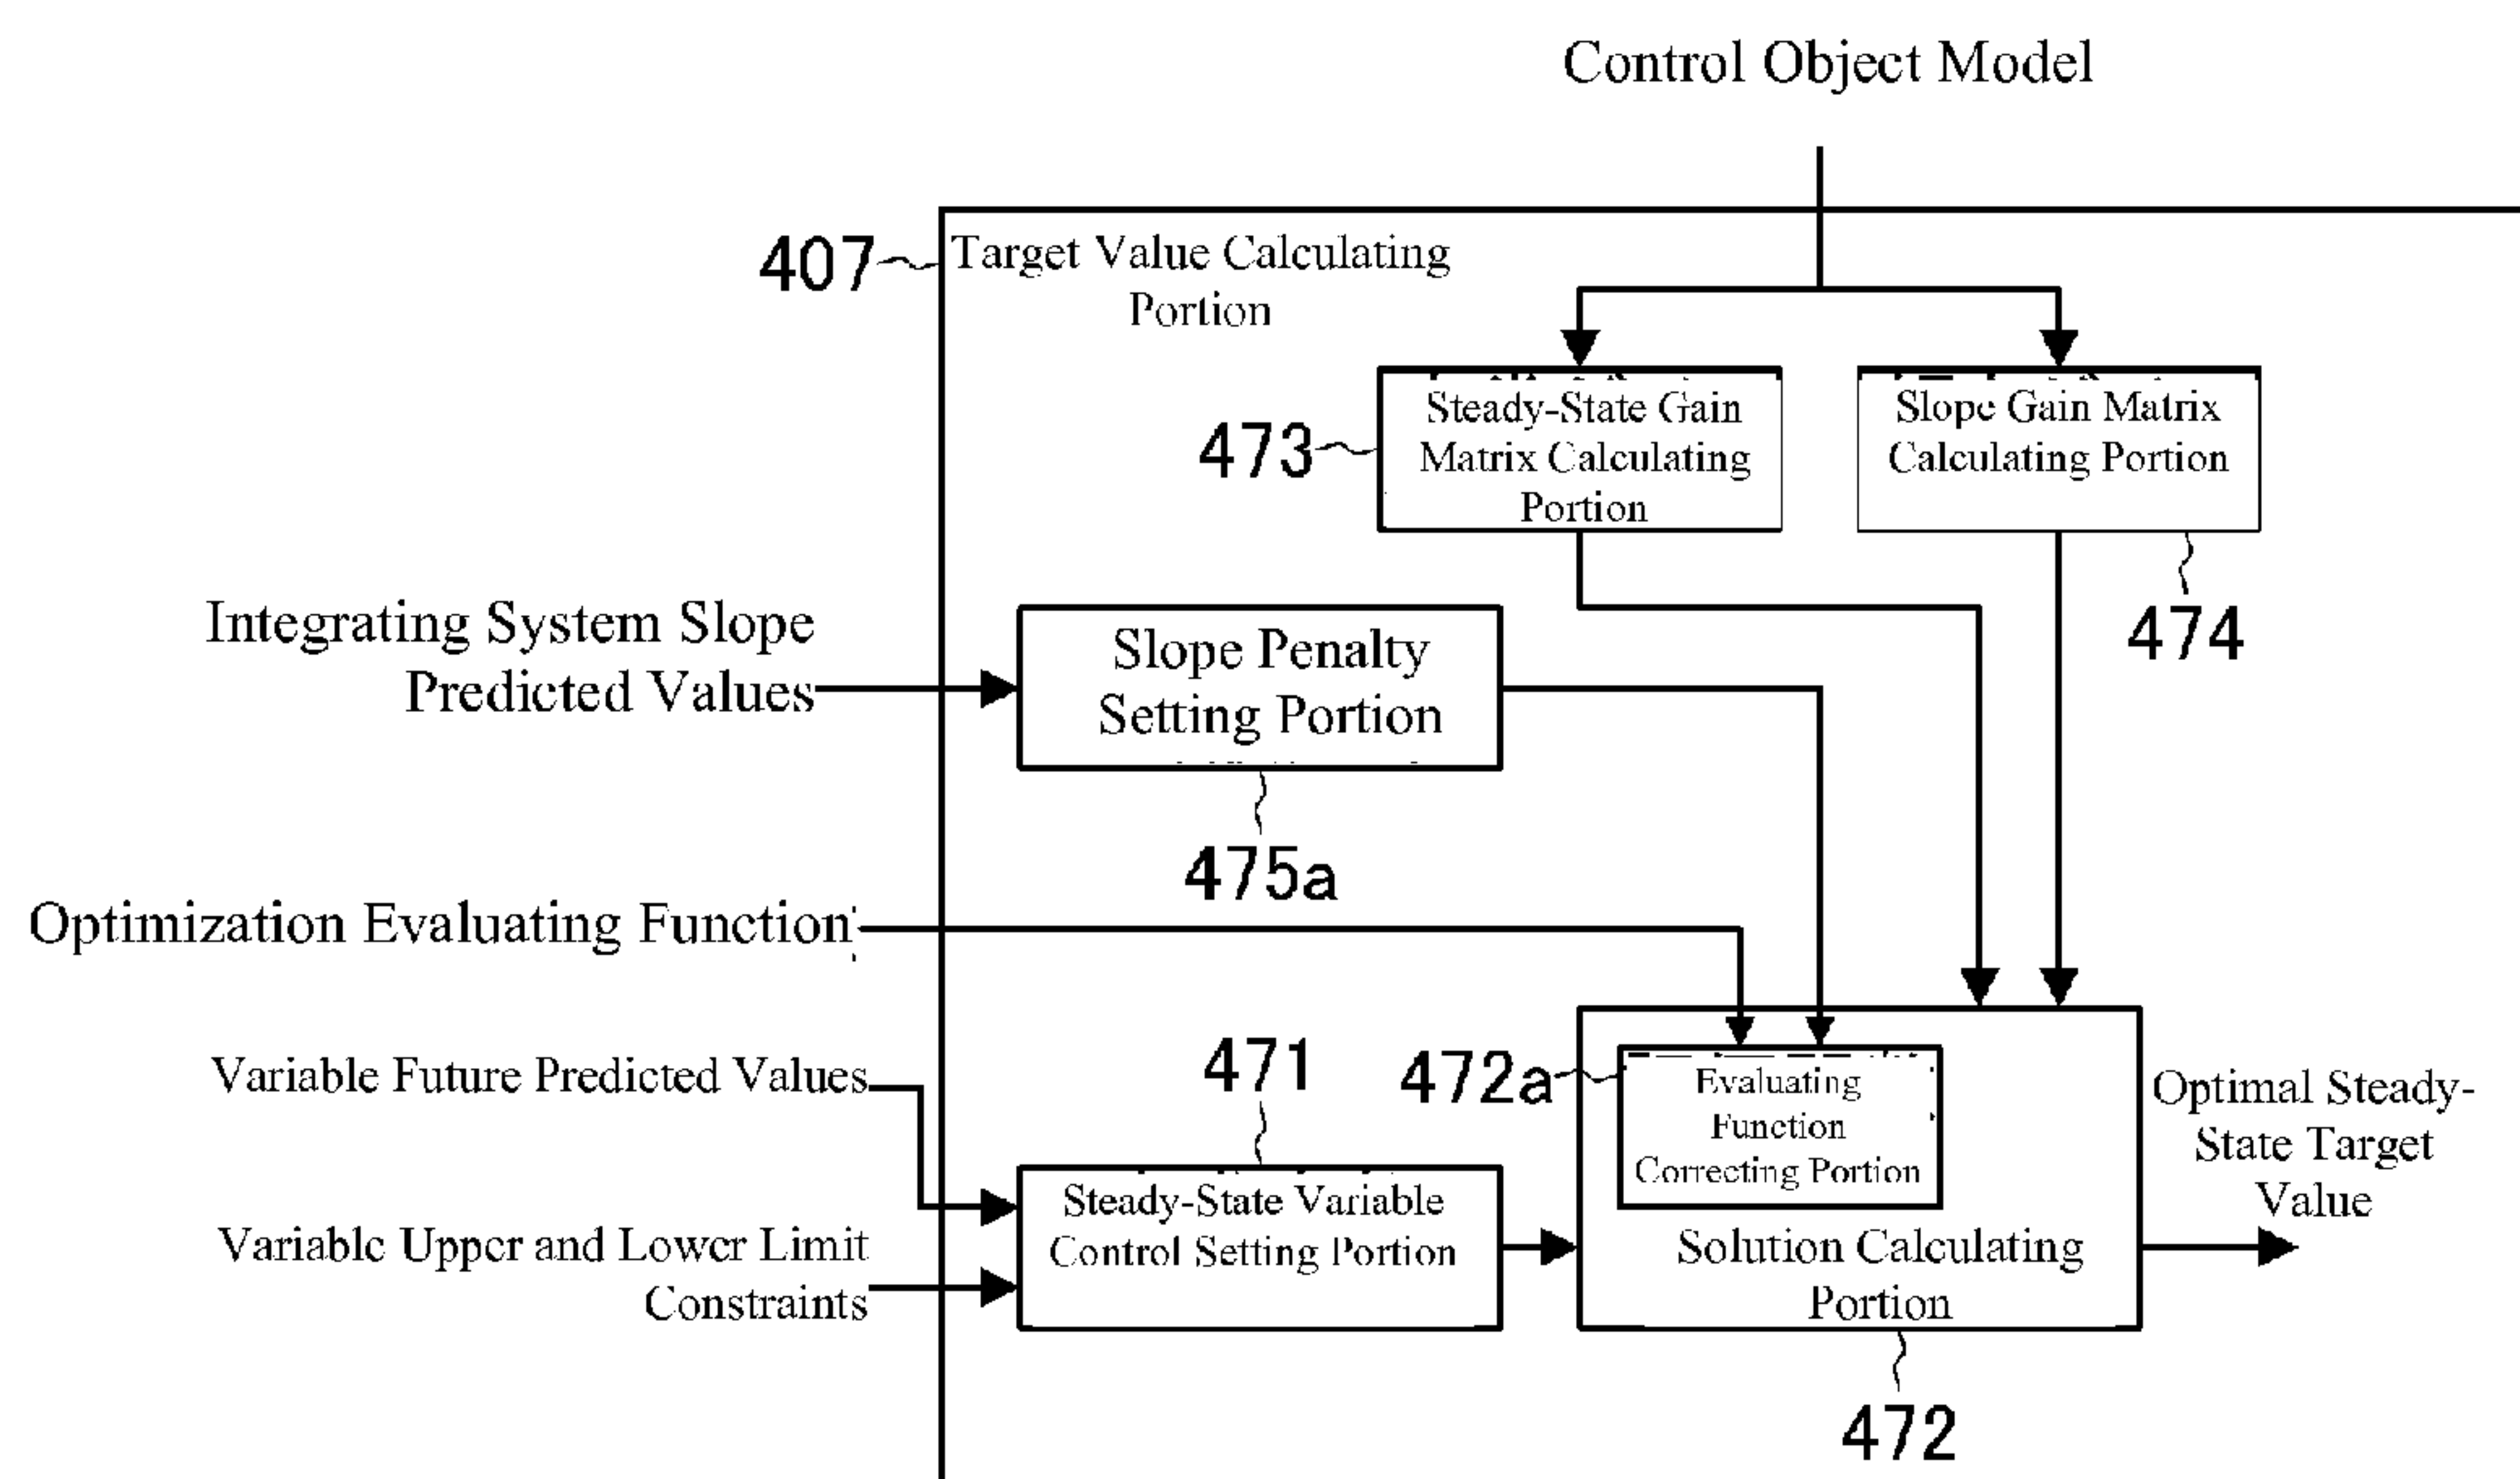 Control Object Model
407
Target Value Calculating
Portion
473
Steady-State Gain
Matrix Calculating
Portion
Slope Gain Matrix
Calculating Portion
474
Integrating System Slope
Predicted Values
Slope Penalty
Setting Portion
475a
Optimization Evaluating Function
Variable Future Predicted Values
471
472a
Evaluating
Function
Correcting Portion
Optimal Steady-
State Target
Value
Variable Upper and Lower Limit
Constraints
Steady-State Variable
Control Setting Portion
Solution Calculating
Portion
472